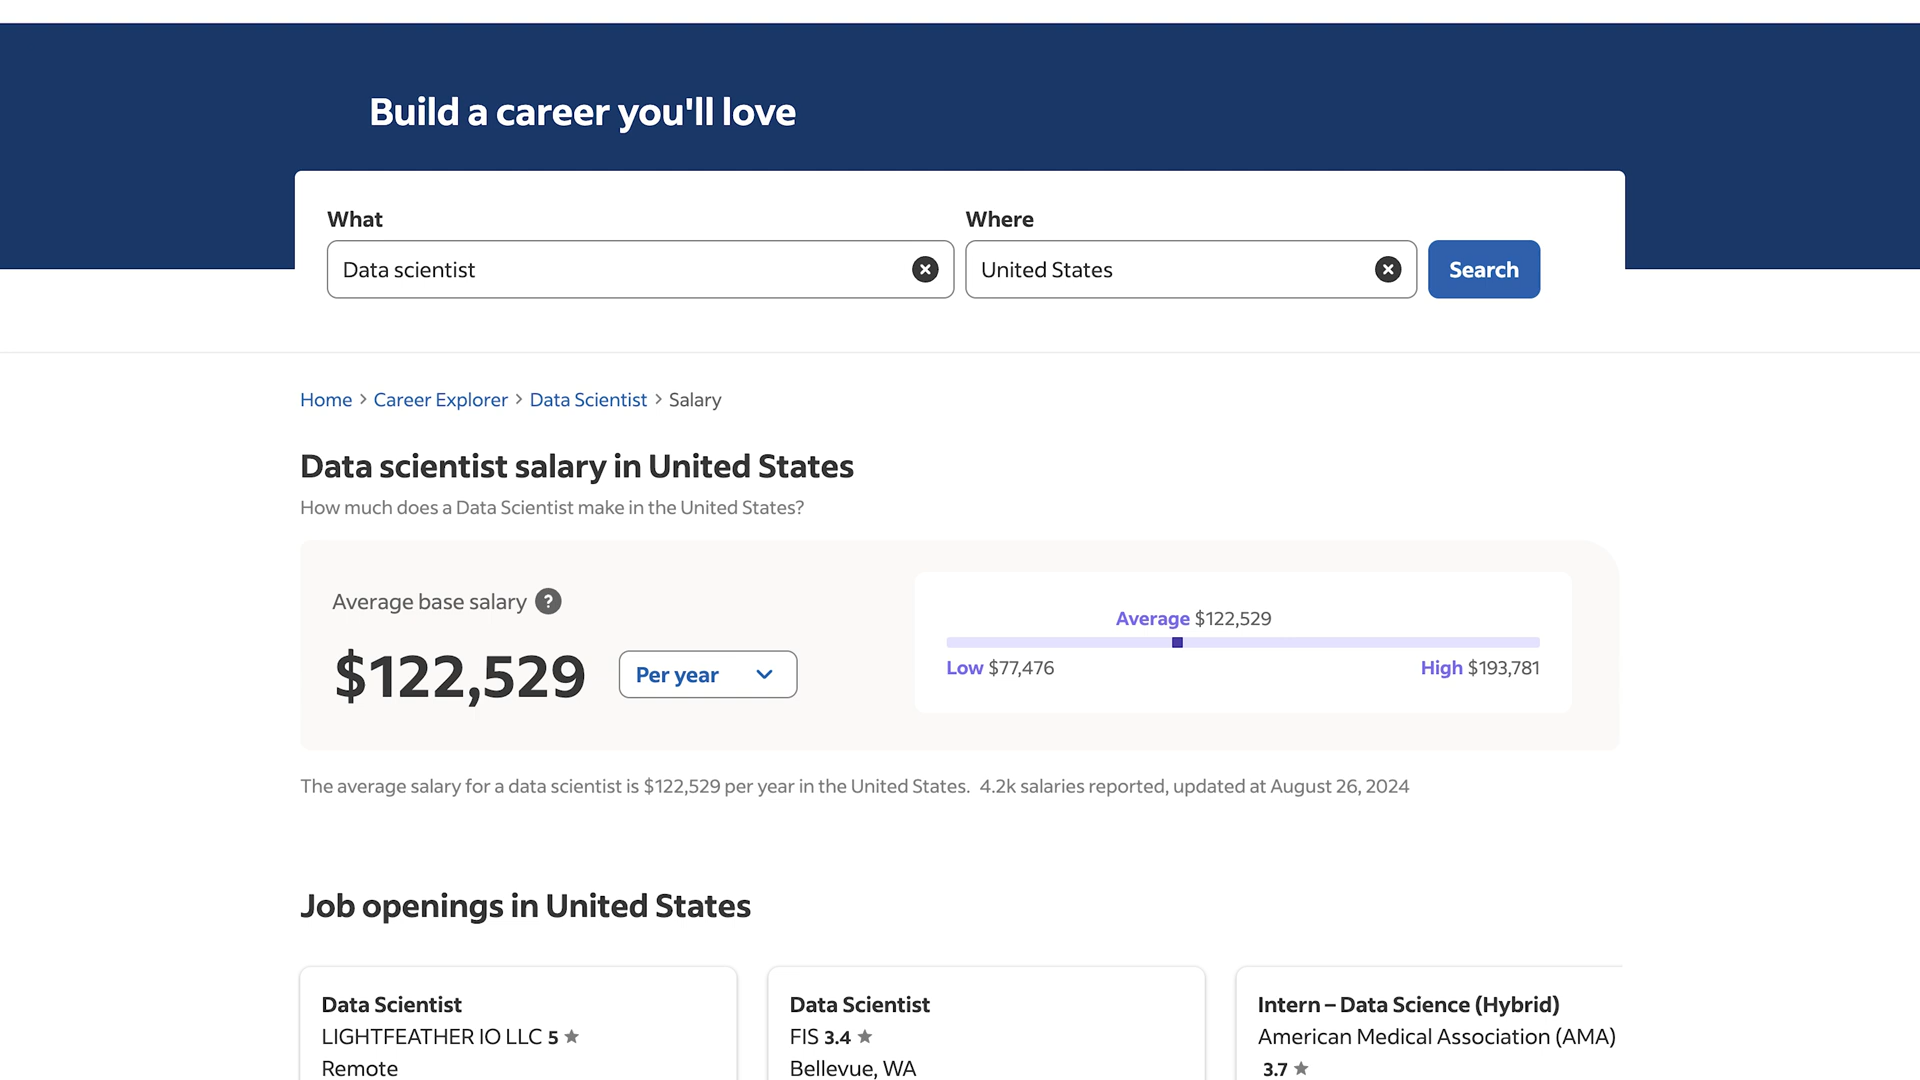 Build a career you'll love
What
Where
Data scientist
United States
Search
Home > Career Explorer > Data Scientist > Salary
Data scientist salary in United States
How much does a Data Scientist make in the United States?
Average base salary ?
$122,529
Per year
Average $122,529
Low $77,476
High $193,781
The average salary for a data scientist is $122,529 per year in the United States. 4.2k salaries reported, updated at August 26, 2024
Job openings in United States
Data Scientist
LIGHTFEATHER IO LLC 5 ★
Remote
Data Scientist
FIS 3.4 ★
Bellevue, WA
Intern – Data Science (Hybrid)
American Medical Association (AMA)
3.7 ★